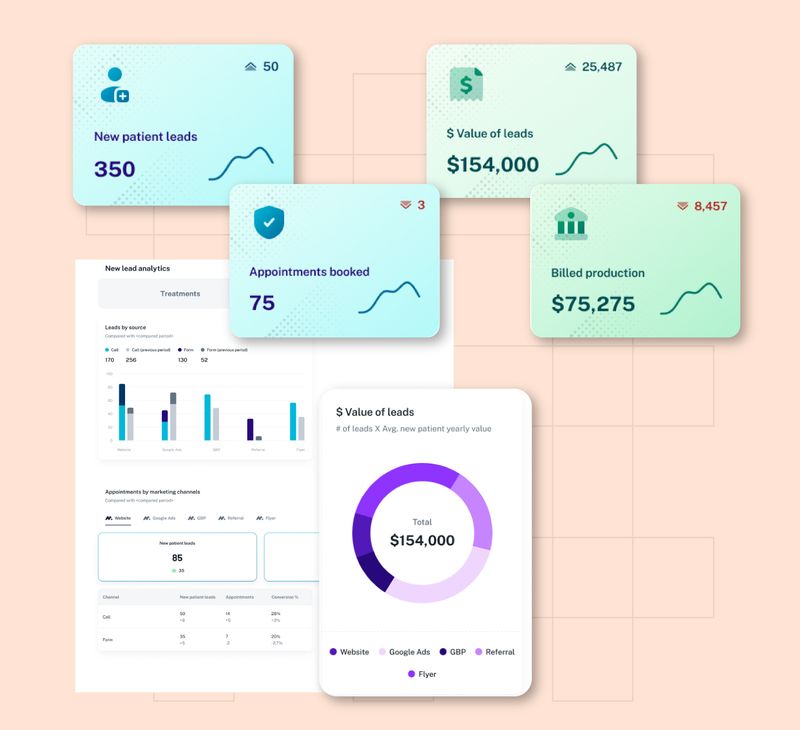 50
New patient leads
350
25,487
$ Value of leads
$154,000
3
Appointments booked
75
8,457
Billed production
$75,275
New lead analytics
Treatments
Leads by source
Compared with <compared period>
Call
Call (previous period)
Form
Form (previous period)
170
256
130
52
100
80
60
40
20
0
Website
Google Ads
GBP
Referral
Flyer
Appointments by marketing channels
Compared with <compared period>
Website
Google Ads
GBP
Referral
Flyer
New patient leads
85
35
Channel
New patient leads
Appointments
Conversion %
Call
50
+8
14
+5
28%
+3%
Form
35
+5
7
-2
20%
-2.7%
$ Value of leads
# of leads X Avg. new patient yearly value
Total
$154,000
Website
Google Ads
GBP
Referral
Flyer